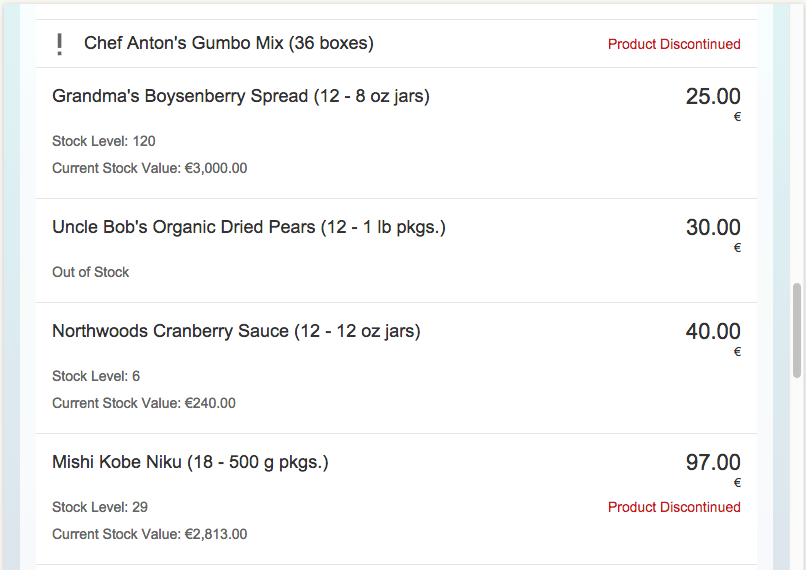 Chef Anton's Gumbo Mix (36 boxes) Product Discontinued
Grandma's Boysenberry Spread (12 - 8 oz jars) 25.00
€
Stock Level: 120
Current Stock Value: €3,000.00
Uncle Bob's Organic Dried Pears (12 - 1 lb pkgs.) 30.00
€
Out of Stock
Northwoods Cranberry Sauce (12 - 12 oz jars) 40.00
€
Stock Level: 6
Current Stock Value: €240.00
Mishi Kobe Niku (18 - 500 g pkgs.) 97.00
€
Stock Level: 29 Product Discontinued
Current Stock Value: €2,813.00